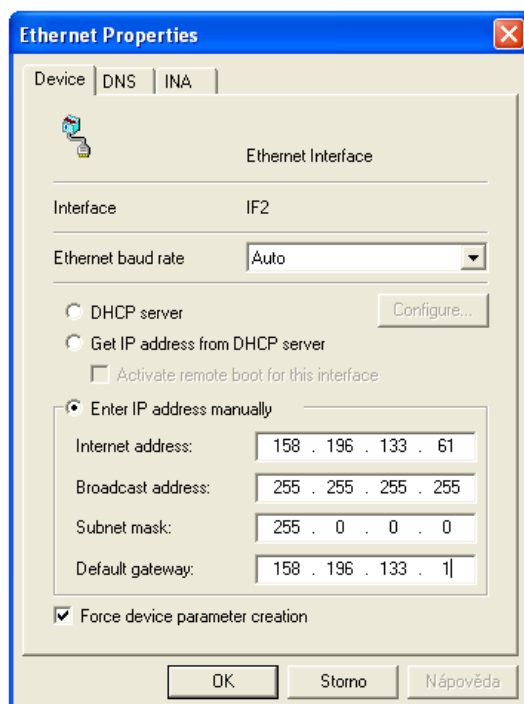 Ethernet Properties
Device DNS INA
Ethernet Interface
Interface IF2
Ethernet baud rate Auto
DHCP server Configure...
Get IP address from DHCP server
Activate remote boot for this interface
Enter IP address manually
Internet address: 158 . 196 . 133 . 61
Broadcast address: 255 . 255 . 255 . 255
Subnet mask: 255 . 0 . 0 . 0
Default gateway: 158 . 196 . 133 . 1
Force device parameter creation
OK Storno Nápověda